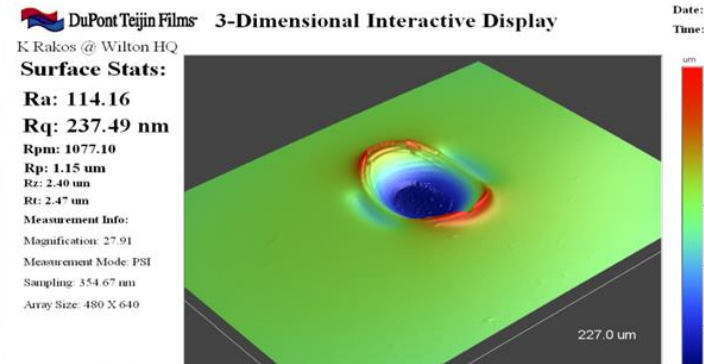 DuPont Teijin Films™ 3-Dimensional Interactive Display
Date:
Time:
K Rakos @ Wilton HQ
Surface Stats:
Ra: 114.16
Rq: 237.49 nm
Rpm: 1077.10
Rp: 1.15 um
Rz: 2.40 um
Rt: 2.47 um
Measurement Info:
Magnification: 27.91
Measurement Mode: PSI
Sampling: 354.67 nm
Array Size: 480 X 640
um
227.0 um